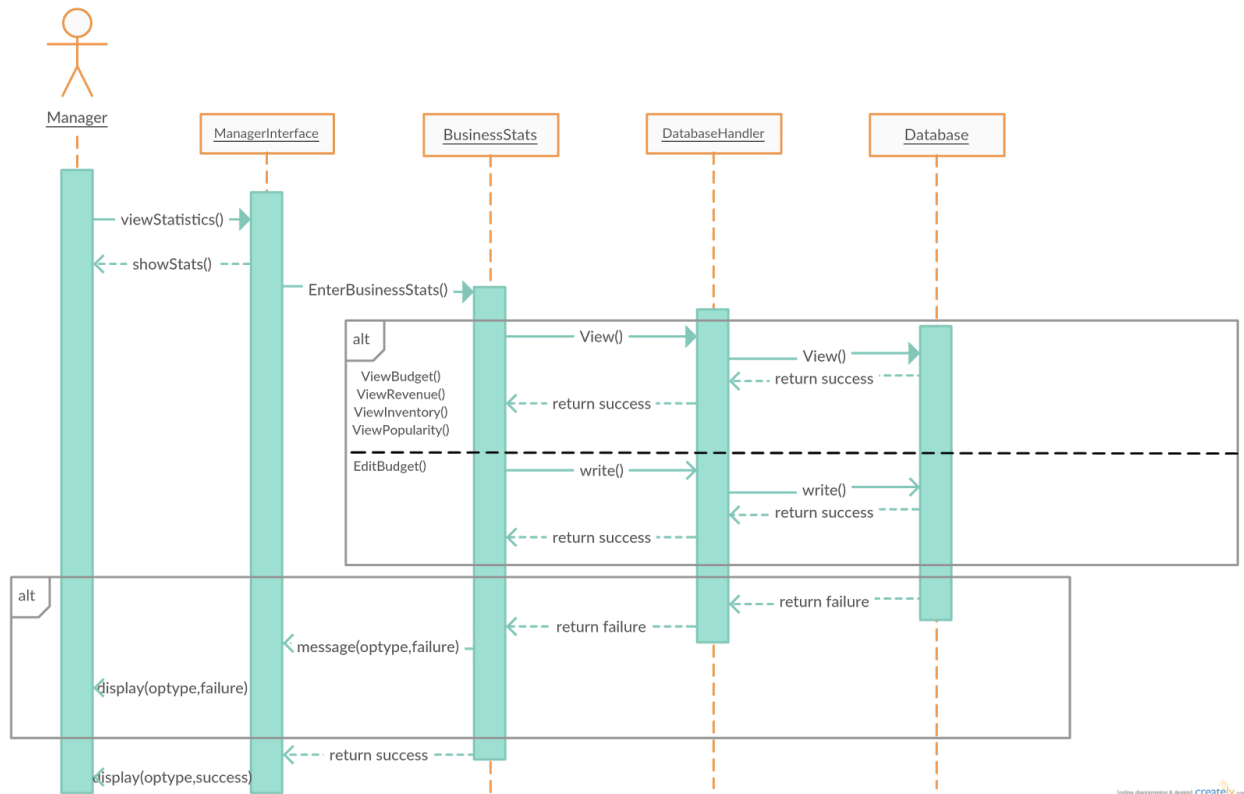 Manager
ManagerInterface
BusinessStats
DatabaseHandler
Database
viewStatistics()
showStats()
EnterBusinessStats()
alt
View()
View()
return success
return success
ViewBudget()
ViewRevenue()
ViewInventory()
ViewPopularity()
EditBudget()
write()
write()
return success
return success
alt
return failure
return failure
message(optype,failure)
display(optype,failure)
return success
display(optype,success)
creately